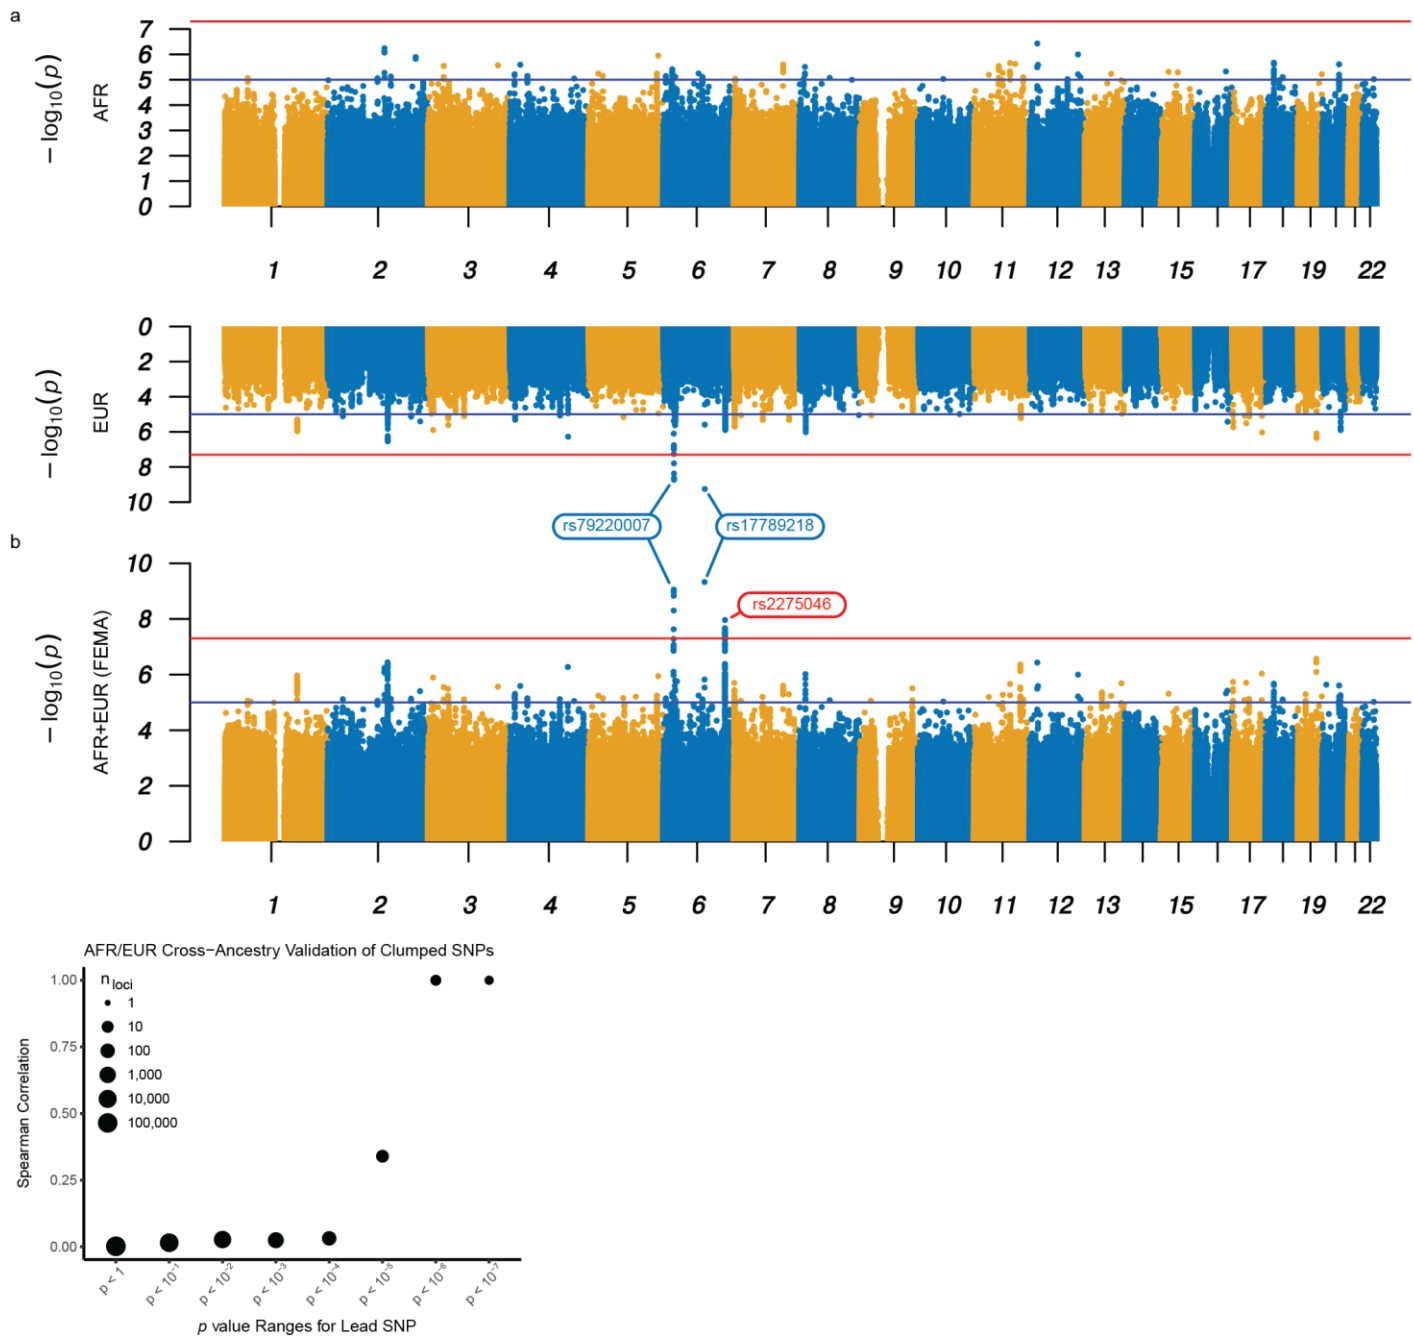 a
7
6
5
4
3
2
1
0
−log10(p)
AFR
1 2 3 4 5 6 7 8 9 10 11 12 13 15 17 19 22
0
2
4
6
8
10
−log10(p)
EUR
rs79220007 rs17789218
b
10
8
6
4
2
0
−log10(p)
AFR+EUR (FEMA)
rs2275046
1 2 3 4 5 6 7 8 9 10 11 12 13 15 17 19 22
AFR/EUR Cross−Ancestry Validation of Clumped SNPs
1.00
0.75
0.50
0.25
0.00
Spearman Correlation
n loci
1
10
100
1,000
10,000
100,000
p < 1 p < 10−1 p < 10−2 p < 10−3 p < 10−4 p < 10−5 p < 10−6 p < 10−7
p value Ranges for Lead SNP